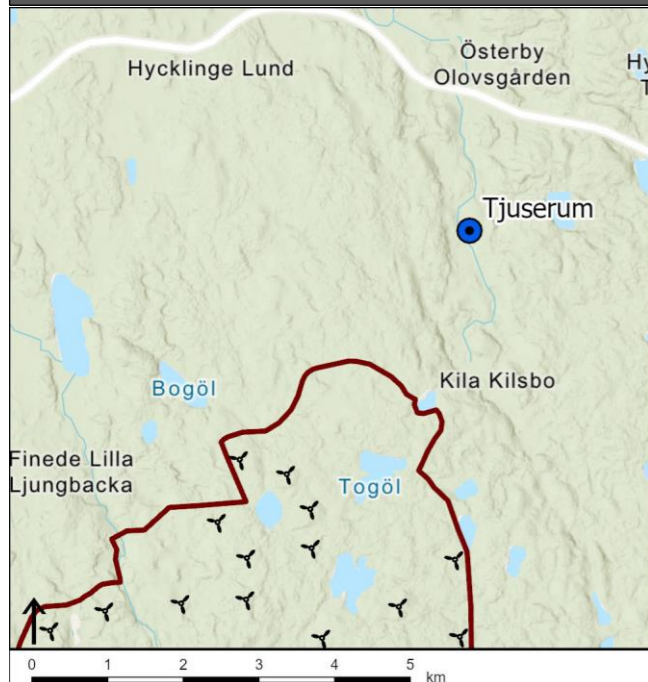 Hycklinge Lund
Österby
Olovsgården
Hy
T
Tjuserum
Kila Kilsbo
Bogöl
Finede Lilla
Ljungbacka
Togöl
0 1 2 3 4 5
km